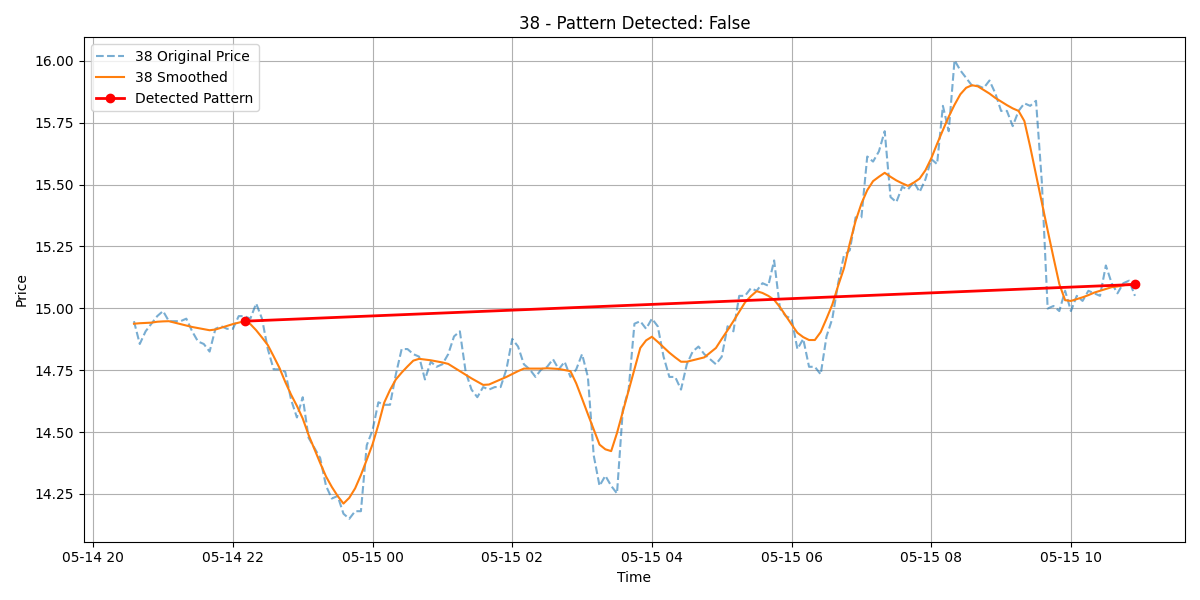 38 - Pattern Detected: False
38 Original Price
38 Smoothed
Detected Pattern
Price
16.00
15.75
15.50
15.25
15.00
14.75
14.50
14.25
05-14 20 05-14 22 05-15 00 05-15 02 05-15 04 05-15 06 05-15 08 05-15 10
Time